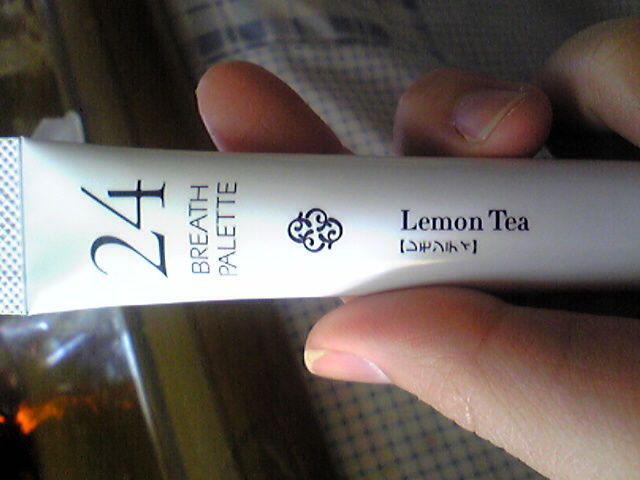 24
BREATH
PALETTE
Lemon Tea
【レモンティ】